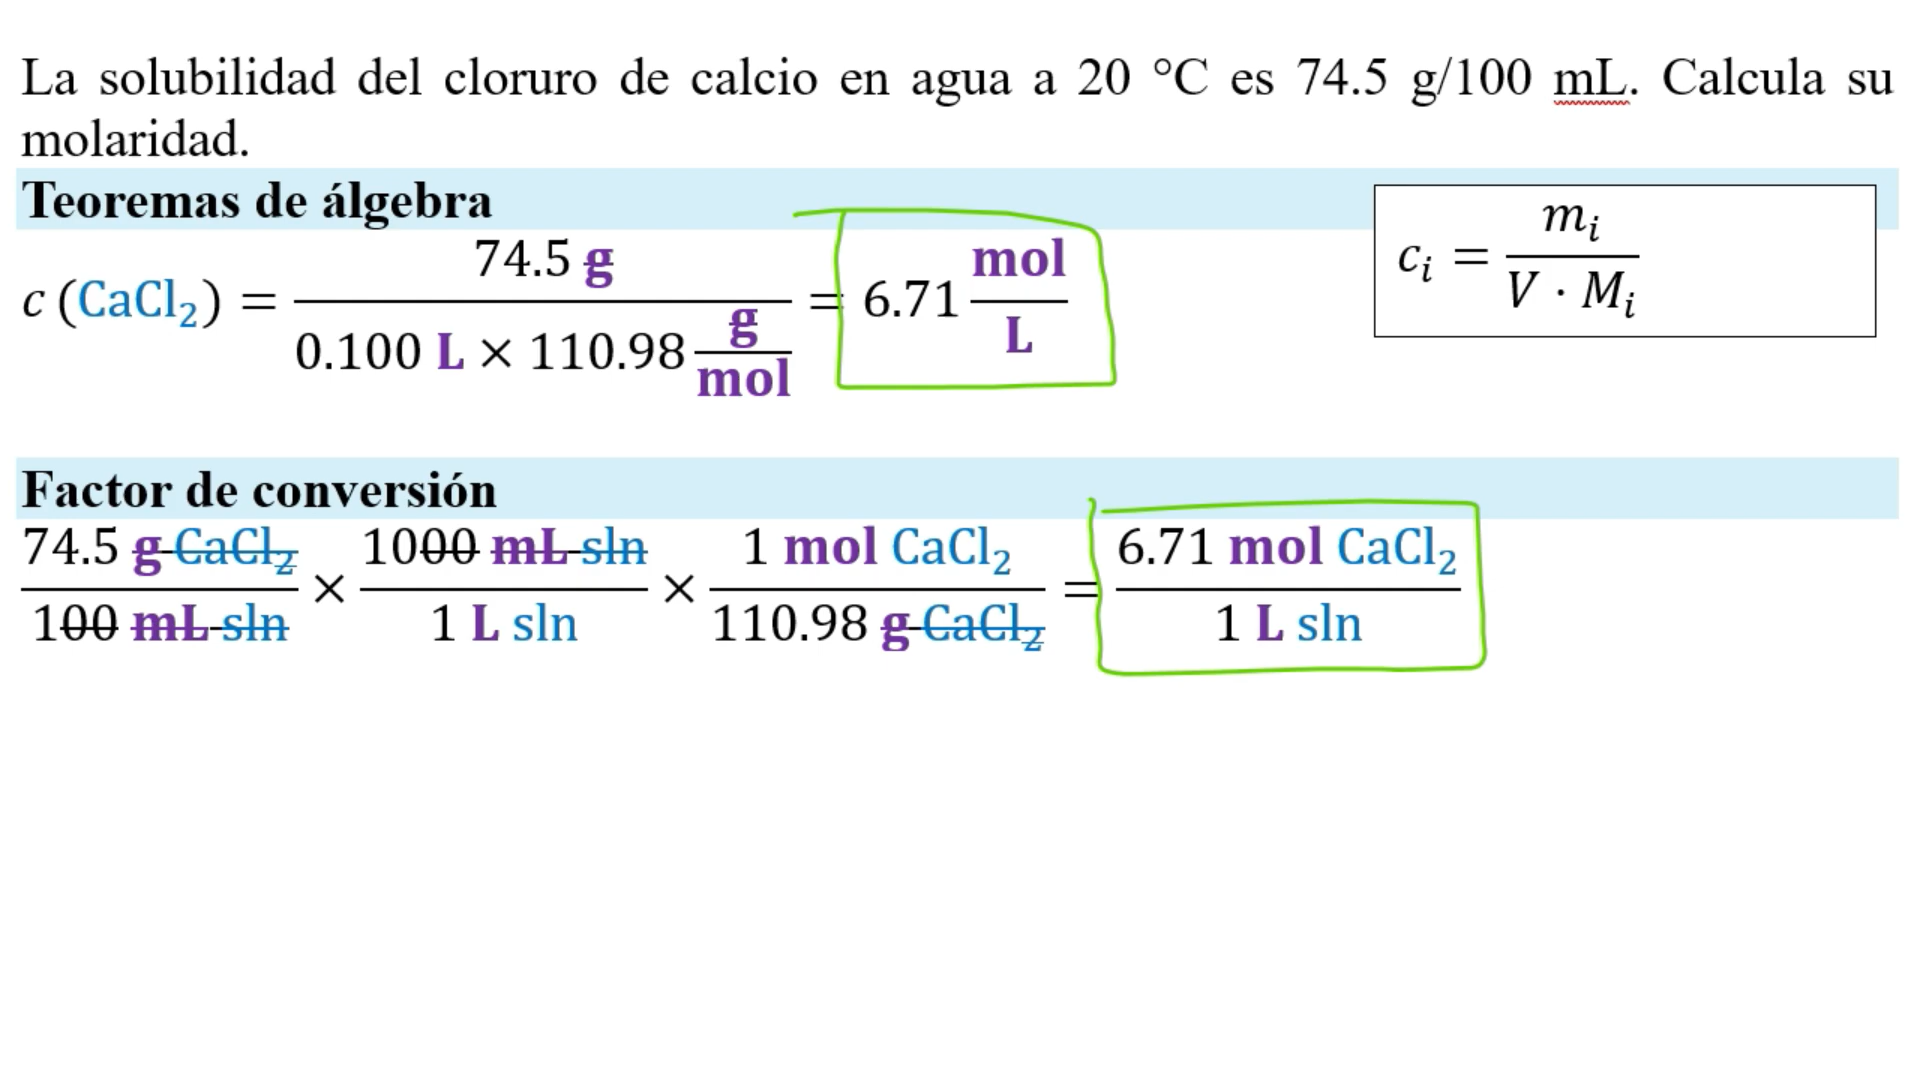 La solubilidad del cloruro de calcio en agua a 20 °C es 74.5 g/100 mL. Calcula su
molaridad.
Teoremas de álgebra
c (CaCl₂) = 74.5 g / (0.100 L × 110.98 g/mol) = 6.71 mol/L
cᵢ = mᵢ / (V · Mᵢ)
Factor de conversión
74.5 g CaCl₂ / 100 mL sln × 1000 mL sln / 1 L sln × 1 mol CaCl₂ / 110.98 g CaCl₂ = 6.71 mol CaCl₂ / 1 L sln